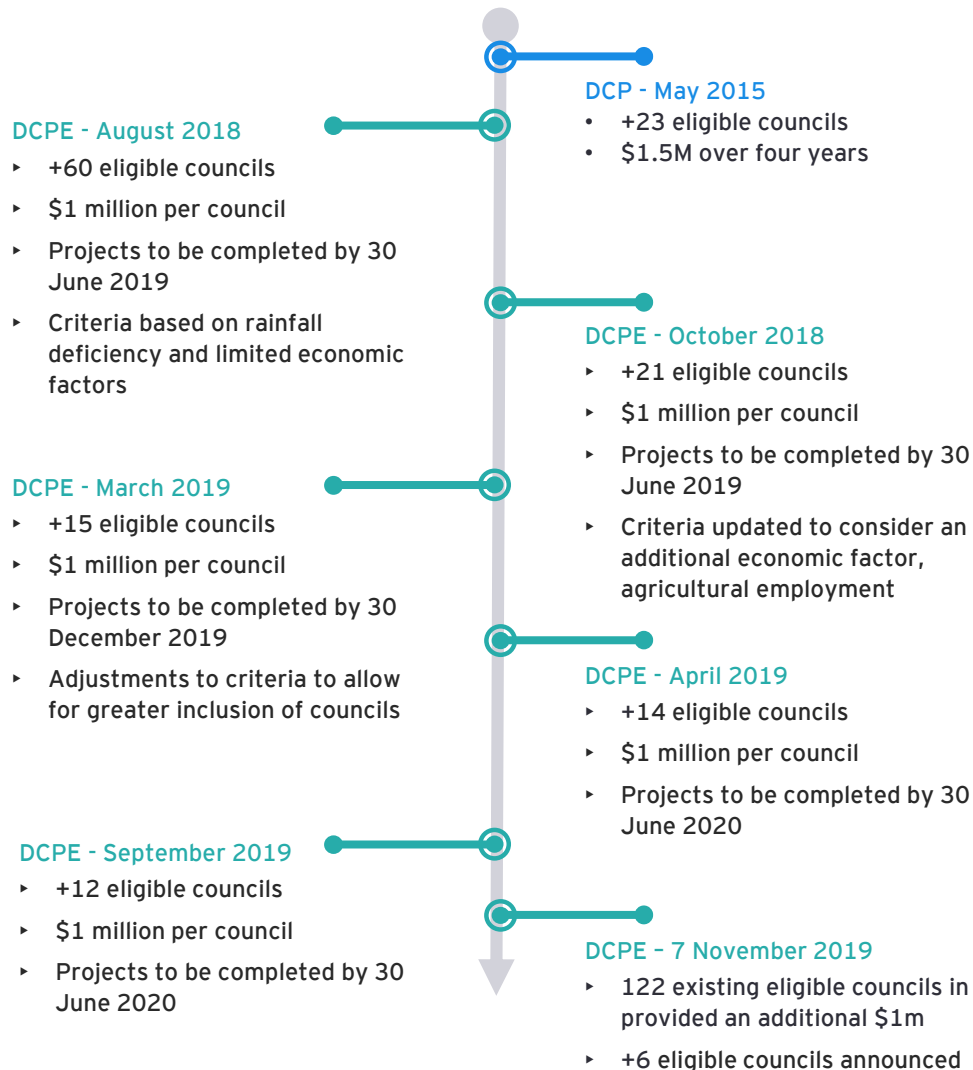 DCP - May 2015
• +23 eligible councils
• $1.5M over four years
DCPE - August 2018
‣ +60 eligible councils
‣ $1 million per council
‣ Projects to be completed by 30
June 2019
‣ Criteria based on rainfall
deficiency and limited economic
factors
DCPE - October 2018
‣ +21 eligible councils
‣ $1 million per council
‣ Projects to be completed by 30
June 2019
‣ Criteria updated to consider an
additional economic factor,
agricultural employment
DCPE - March 2019
‣ +15 eligible councils
‣ $1 million per council
‣ Projects to be completed by 30
December 2019
‣ Adjustments to criteria to allow
for greater inclusion of councils
DCPE - April 2019
‣ +14 eligible councils
‣ $1 million per council
‣ Projects to be completed by 30
June 2020
DCPE - September 2019
‣ +12 eligible councils
‣ $1 million per council
‣ Projects to be completed by 30
June 2020
DCPE – 7 November 2019
‣ 122 existing eligible councils in
provided an additional $1m
‣ +6 eligible councils announced